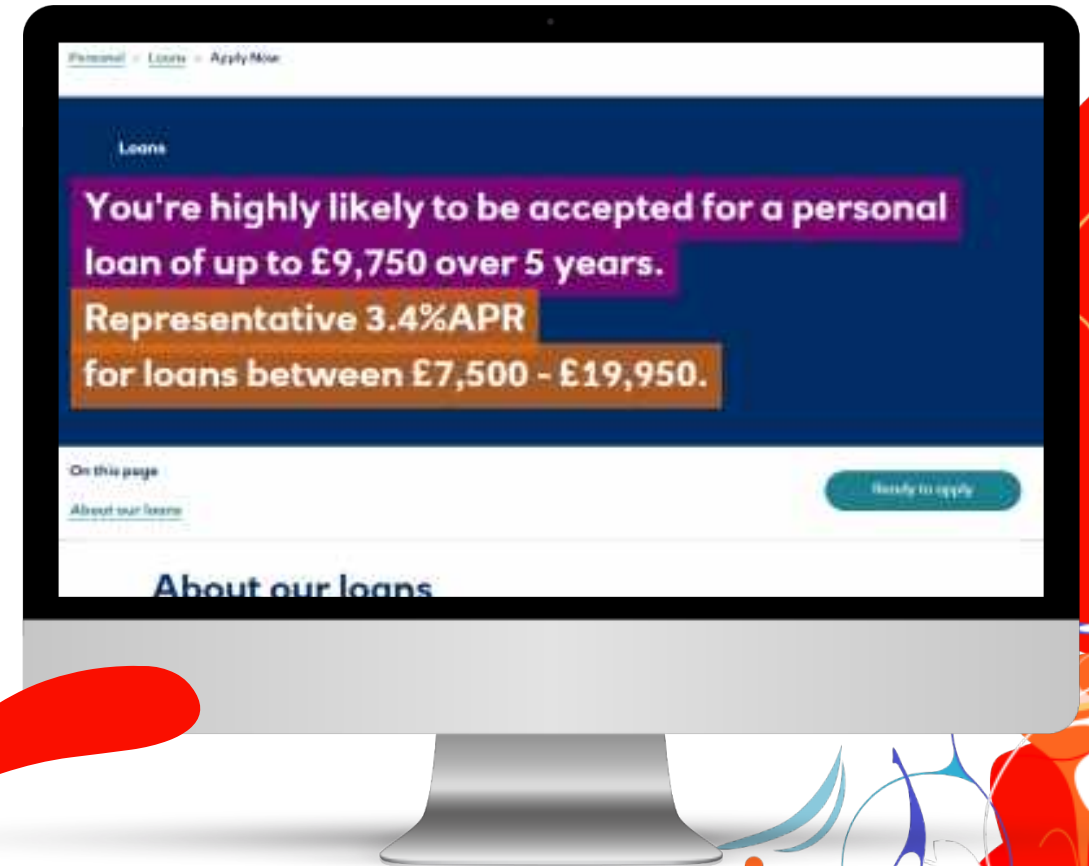 Personal > Loans > Apply Now
Loans
You're highly likely to be accepted for a personal
loan of up to £9,750 over 5 years.
Representative 3.4%APR
for loans between £7,500 - £19,950.
On this page
Ready to apply
About our loans
About our loans